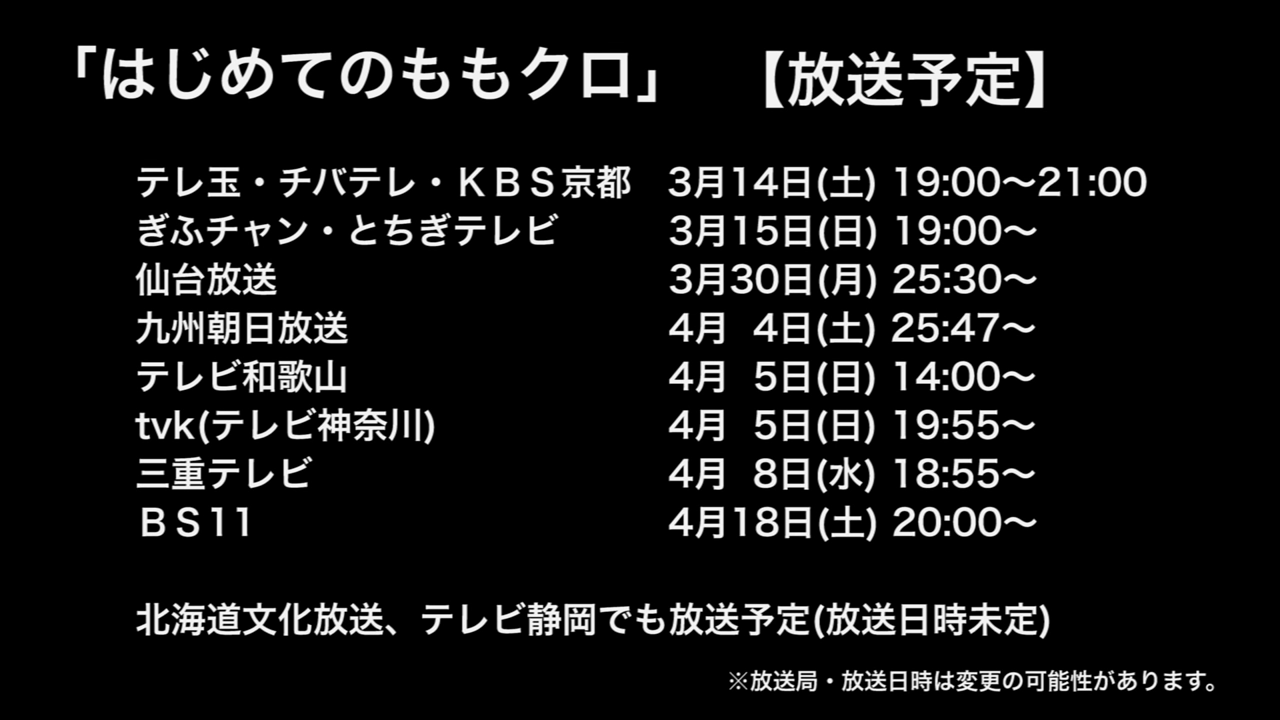 「はじめてのももクロ」 【放送予定】
テレ玉・チバテレ・ＫＢＳ京都 3月14日(土) 19:00〜21:00
ぎふチャン・とちぎテレビ 3月15日(日) 19:00〜
仙台放送 3月30日(月) 25:30〜
九州朝日放送 4月 4日(土) 25:47〜
テレビ和歌山 4月 5日(日) 14:00〜
tvk(テレビ神奈川) 4月 5日(日) 19:55〜
三重テレビ 4月 8日(水) 18:55〜
ＢＳ11 4月18日(土) 20:00〜
北海道文化放送、テレビ静岡でも放送予定(放送日時未定)
※放送局・放送日時は変更の可能性があります。